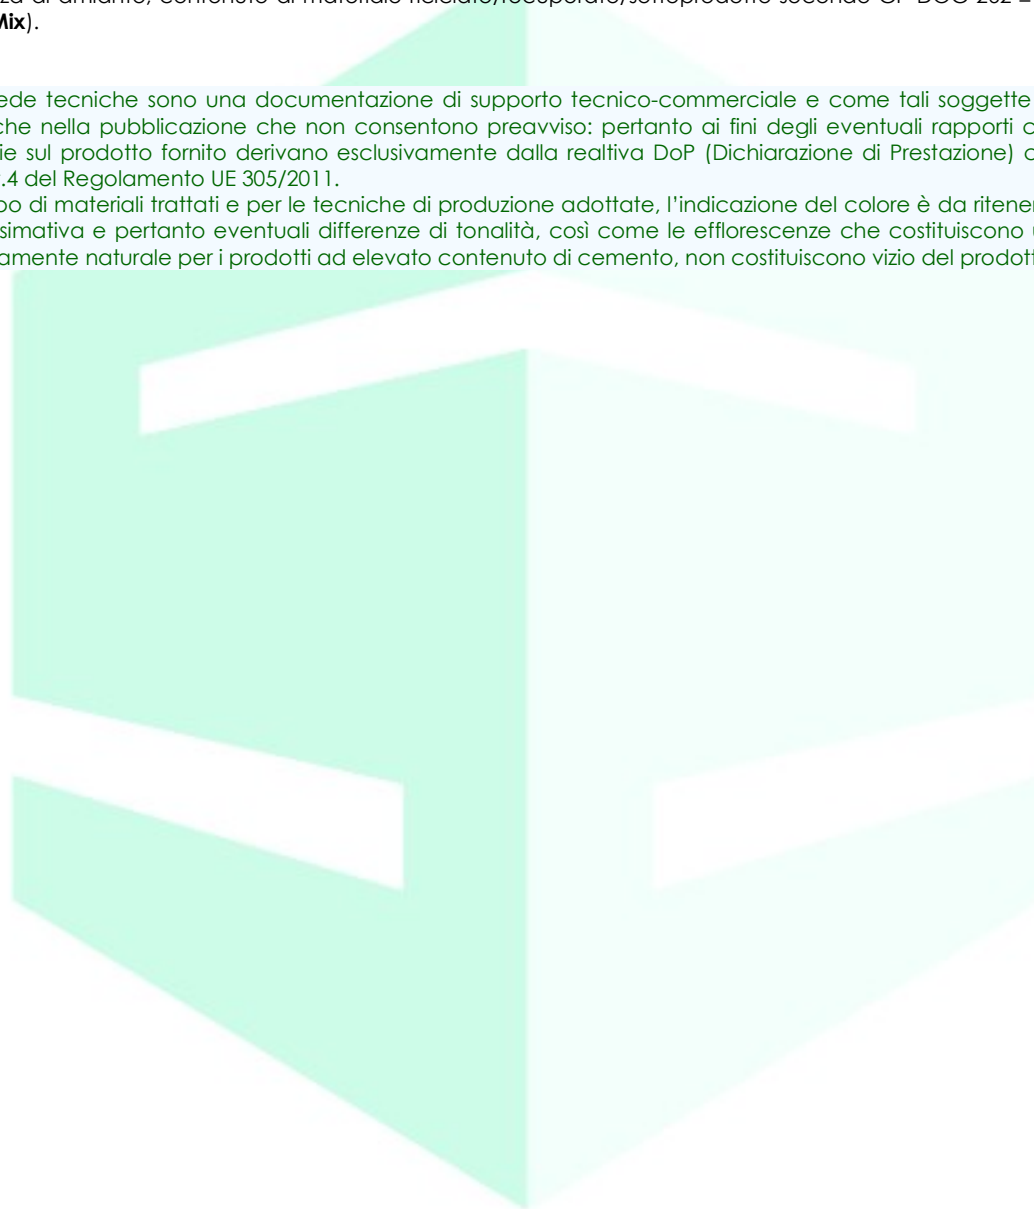 za di amianto, contenuto di materiale riciclato/recuperato/sottoprodotto secondo CP DOC 262 –
Mix).
ede tecniche sono una documentazione di supporto tecnico-commerciale e come tali soggette
che nella pubblicazione che non consentono preavviso: pertanto ai fini degli eventuali rapporti
ie sul prodotto fornito derivano esclusivamente dalla realtiva DoP (Dichiarazione di Prestazione)
.4 del Regolamento UE 305/2011.
po di materiali trattati e per le tecniche di produzione adottate, l'indicazione del colore è da ritener
simativa e pertanto eventuali differenze di tonalità, così come le efflorescenze che costituiscono
amente naturale per i prodotti ad elevato contenuto di cemento, non costituiscono vizio del prodott